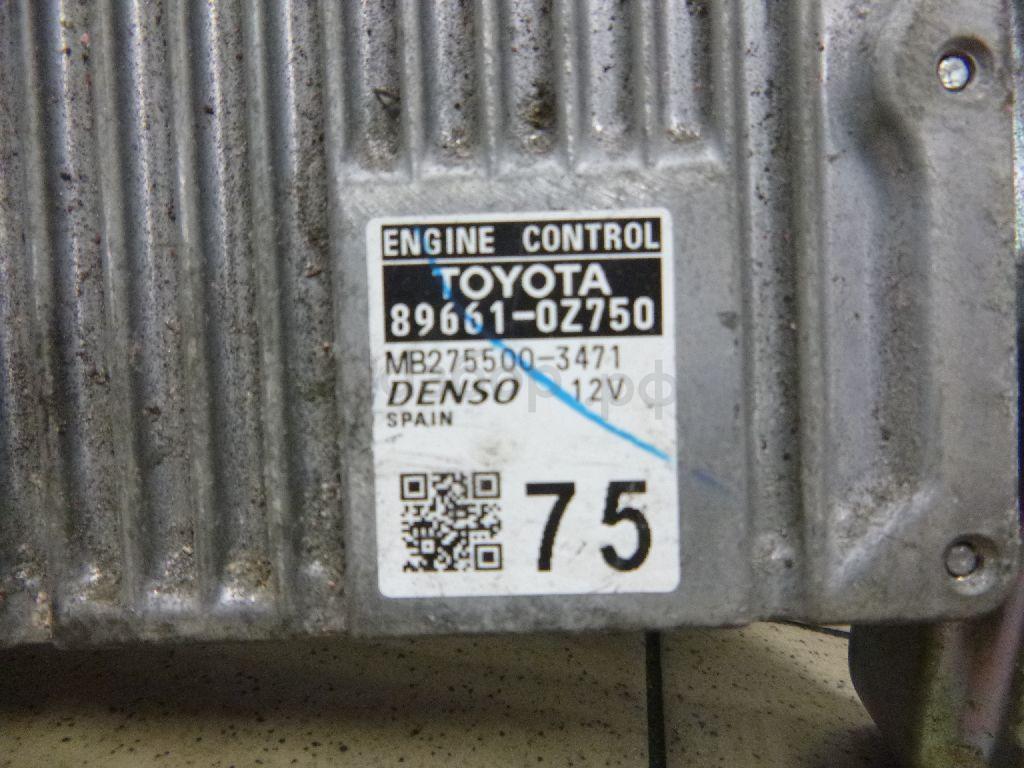 ENGINE CONTROL
TOYOTA
89661-0Z750
MB275500-3471
DENSO 12V
SPAIN
75